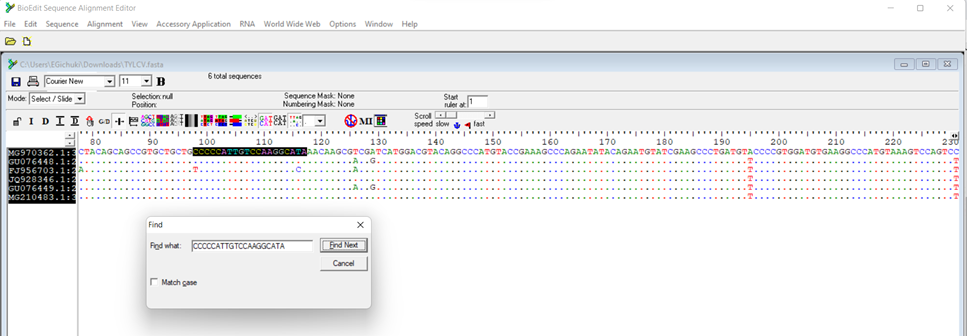 BioEdit Sequence Alignment Editor
File Edit Sequence Alignment View Accessory Application RNA World Wide Web Options Window Help
C:\Users\EGichuki\Downloads\TYLCV.fasta
Courier New 11 B 6 total sequences
Mode: Select / Slide Selection: null Position: Sequence Mask: None Numbering Mask: None Start ruler at: 1
I D G/D MI Scroll speed slow fast
80 90 100 110 120 130 140 150 160 170 180 190 200 210 220 230
MG970362.1:3 CTACAGCAGCCGTGCTGCTGCCCCCATTGTCCAAGGCATAAACAAGCGTCGATCATGGACGTACAGGCCCATGTACCGAAAGCCCAGAATATACAGAATGTATCGAAGCCCTGATGTACCCCGTGGATGTGAAGGCCCATGTAAAGTCCAGTCC
GU076448.1:2 A G T T
FJ956703.1:2 A T C A T T
JQ928346.1:2 T T
GU076449.1:2 A G T T
MG210483.1:2 T T
Find
Find what: CCCCCATTGTCCAAGGCATA Find Next
Cancel
Match case